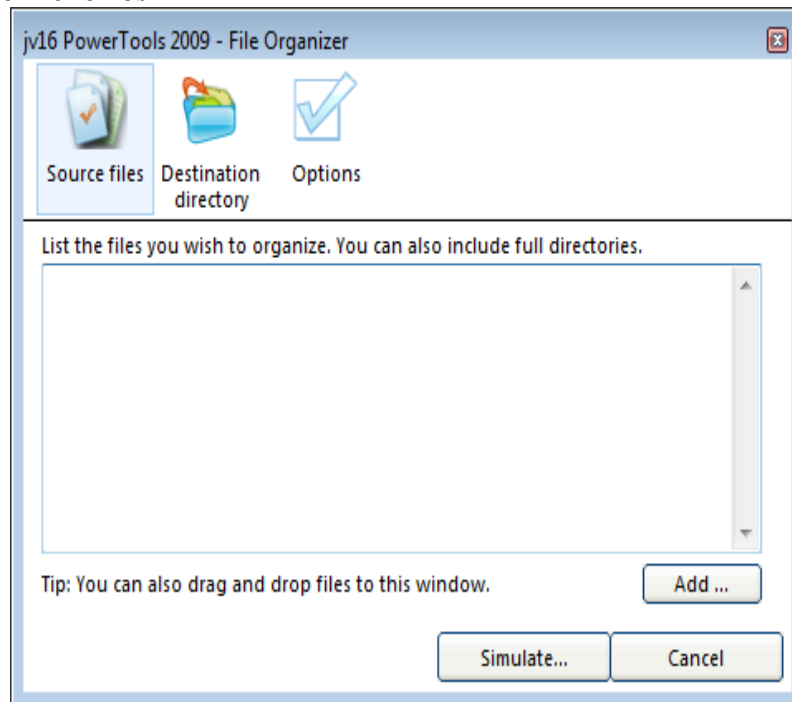 jv16 PowerTools 2009 - File Organizer
Source files
Destination
directory
Options
List the files you wish to organize. You can also include full directories.
Tip: You can also drag and drop files to this window.
Add ...
Simulate...
Cancel